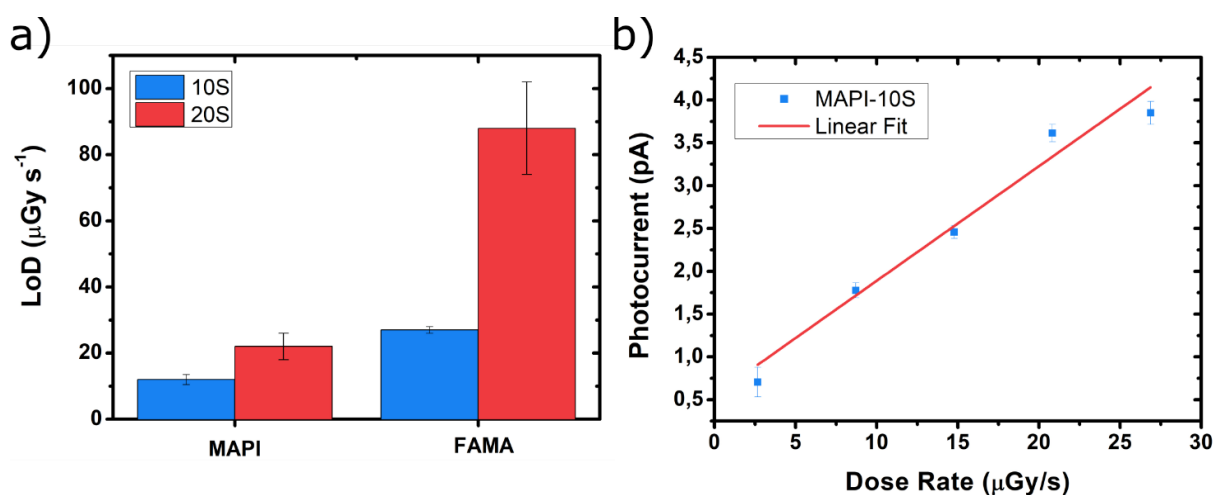 a)
10S
20S
LoD (μGy s⁻¹)
100
80
60
40
20
0
MAPI
FAMA
b)
MAPI-10S
Linear Fit
Photocurrent (pA)
4,5
4,0
3,5
3,0
2,5
2,0
1,5
1,0
0,5
0
5
10
15
20
25
30
Dose Rate (μGy/s)